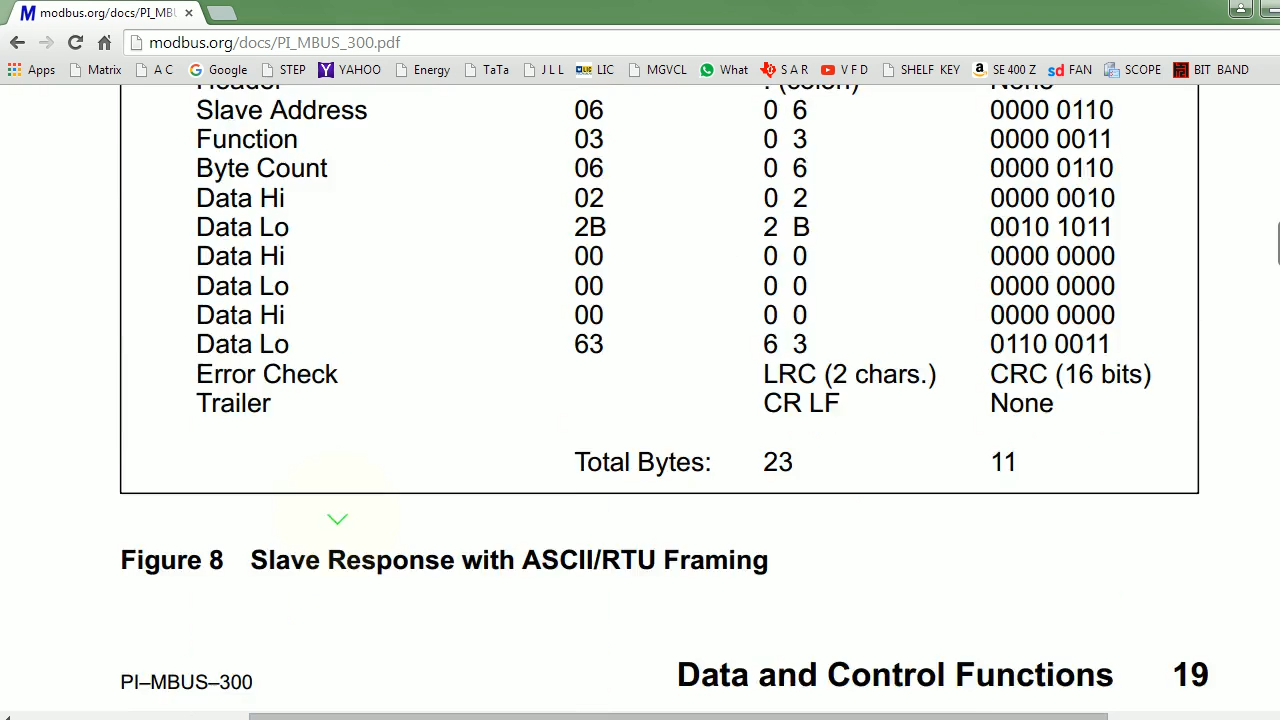 modbus.org/docs/PI_MBU
modbus.org/docs/PI_MBUS_300.pdf
Apps Matrix A C Google STEP YAHOO Energy TaTa J L L LIC MGVCL What S A R V F D SHELF KEY SE 400 Z FAN SCOPE BIT BAND
Header : (colon) None
Slave Address 06 0 6 0000 0110
Function 03 0 3 0000 0011
Byte Count 06 0 6 0000 0110
Data Hi 02 0 2 0000 0010
Data Lo 2B 2 B 0010 1011
Data Hi 00 0 0 0000 0000
Data Lo 00 0 0 0000 0000
Data Hi 00 0 0 0000 0000
Data Lo 63 6 3 0110 0011
Error Check LRC (2 chars.) CRC (16 bits)
Trailer CR LF None
Total Bytes: 23 11
Figure 8 Slave Response with ASCII/RTU Framing
PI–MBUS–300 Data and Control Functions 19